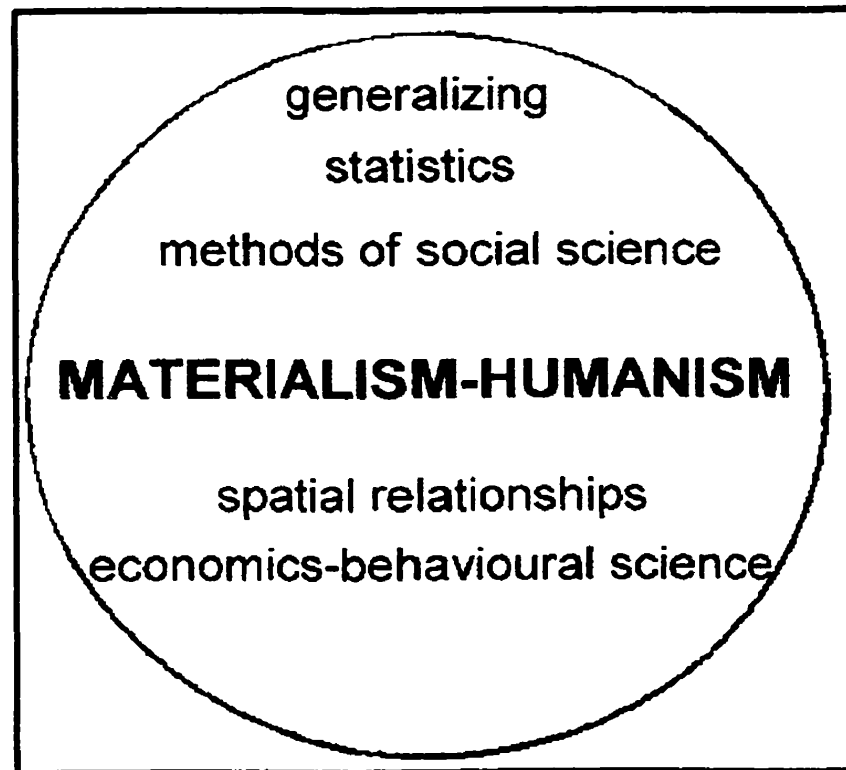 generalizing
statistics
methods of social science
MATERIALISM-HUMANISM
spatial relationships
economics-behavioural science